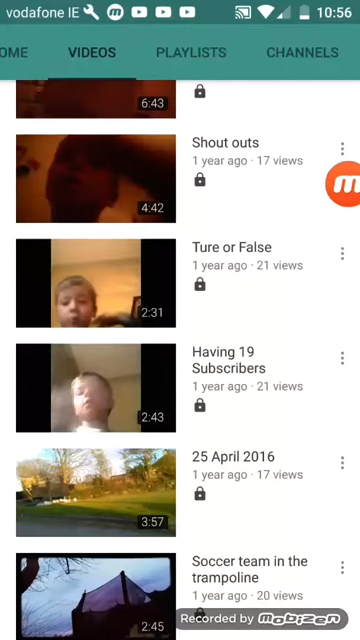 vodafone IE
10:56
OME VIDEOS PLAYLISTS CHANNELS
6:43
Shout outs
1 year ago · 17 views
4:42
Ture or False
1 year ago · 21 views
2:31
Having 19
Subscribers
1 year ago · 21 views
2:43
25 April 2016
1 year ago · 17 views
3:57
Soccer team in the
trampoline
1 year ago · 20 views
2:45
Recorded by mobizen